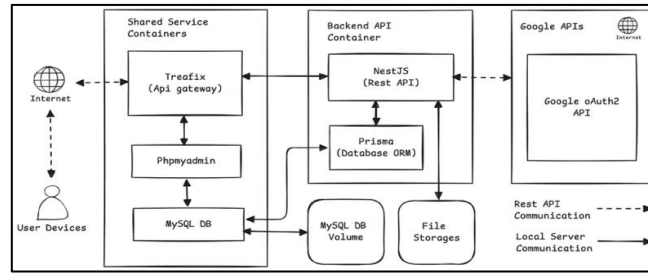 Shared Service
Containers
Treafix
(Api gateway)
Phpmyadmin
MySQL DB
Internet
User Devices
Backend API
Container
NestJS
(Rest API)
Prisma
(Database ORM)
MySQL DB
Volume
File
Storages
Google APIs
Internet
Google oAuth2
API
Rest API
Communication
Local Server
Communication